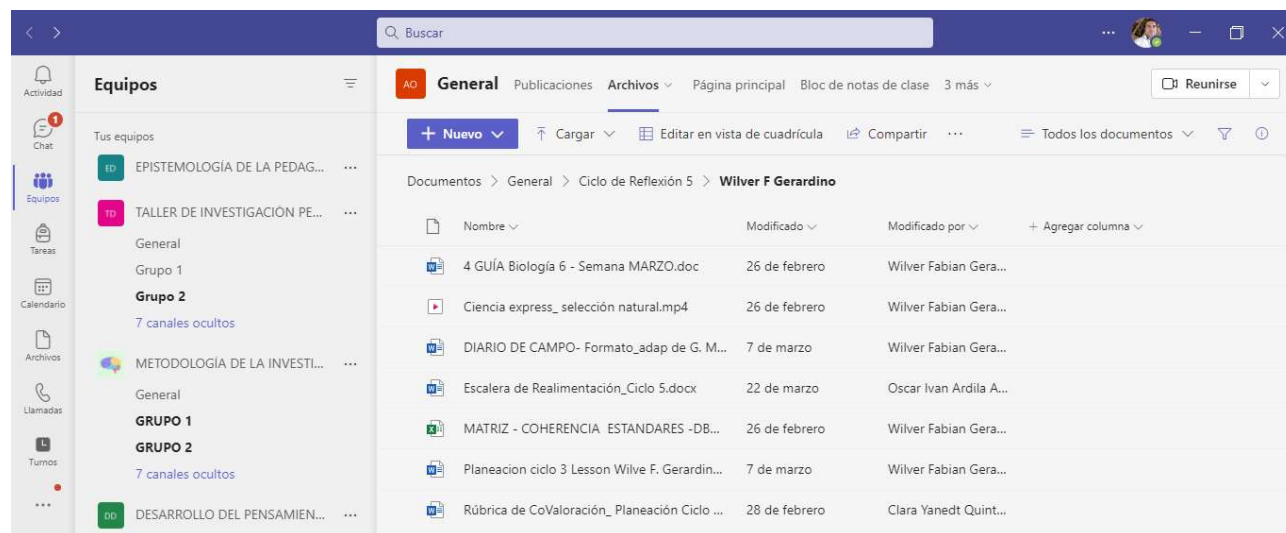 Buscar
Actividad
Chat
1
Equipos
Tareas
Calendario
Archivos
Llamadas
Turnos
Equipos
Tus equipos
ED EPISTEMOLOGÍA DE LA PEDAG... ...
TD TALLER DE INVESTIGACIÓN PE... ...
General
Grupo 1
Grupo 2
7 canales ocultos
METODOLOGÍA DE LA INVESTI... ...
General
GRUPO 1
GRUPO 2
7 canales ocultos
DD DESARROLLO DEL PENSAMIEN... ...
AO General Publicaciones Archivos Página principal Bloc de notas de clase 3 más Reunirse
+ Nuevo Cargar Editar en vista de cuadrícula Compartir ... Todos los documentos
Documentos > General > Ciclo de Reflexión 5 > Wilver F Gerardino
Nombre Modificado Modificado por + Agregar columna
4 GUÍA Biología 6 - Semana MARZO.doc 26 de febrero Wilver Fabian Gera...
Ciencia express_ selección natural.mp4 26 de febrero Wilver Fabian Gera...
DIARIO DE CAMPO- Formato_adap de G. M... 7 de marzo Wilver Fabian Gera...
Escalera de Realimentación_Ciclo 5.docx 22 de marzo Oscar Ivan Ardila A...
MATRIZ - COHERENCIA ESTANDARES -DB... 26 de febrero Wilver Fabian Gera...
Planeacion ciclo 3 Lesson Wilve F. Gerardin... 7 de marzo Wilver Fabian Gera...
Rúbrica de CoValoración_ Planeación Ciclo ... 28 de febrero Clara Yanedt Quint...